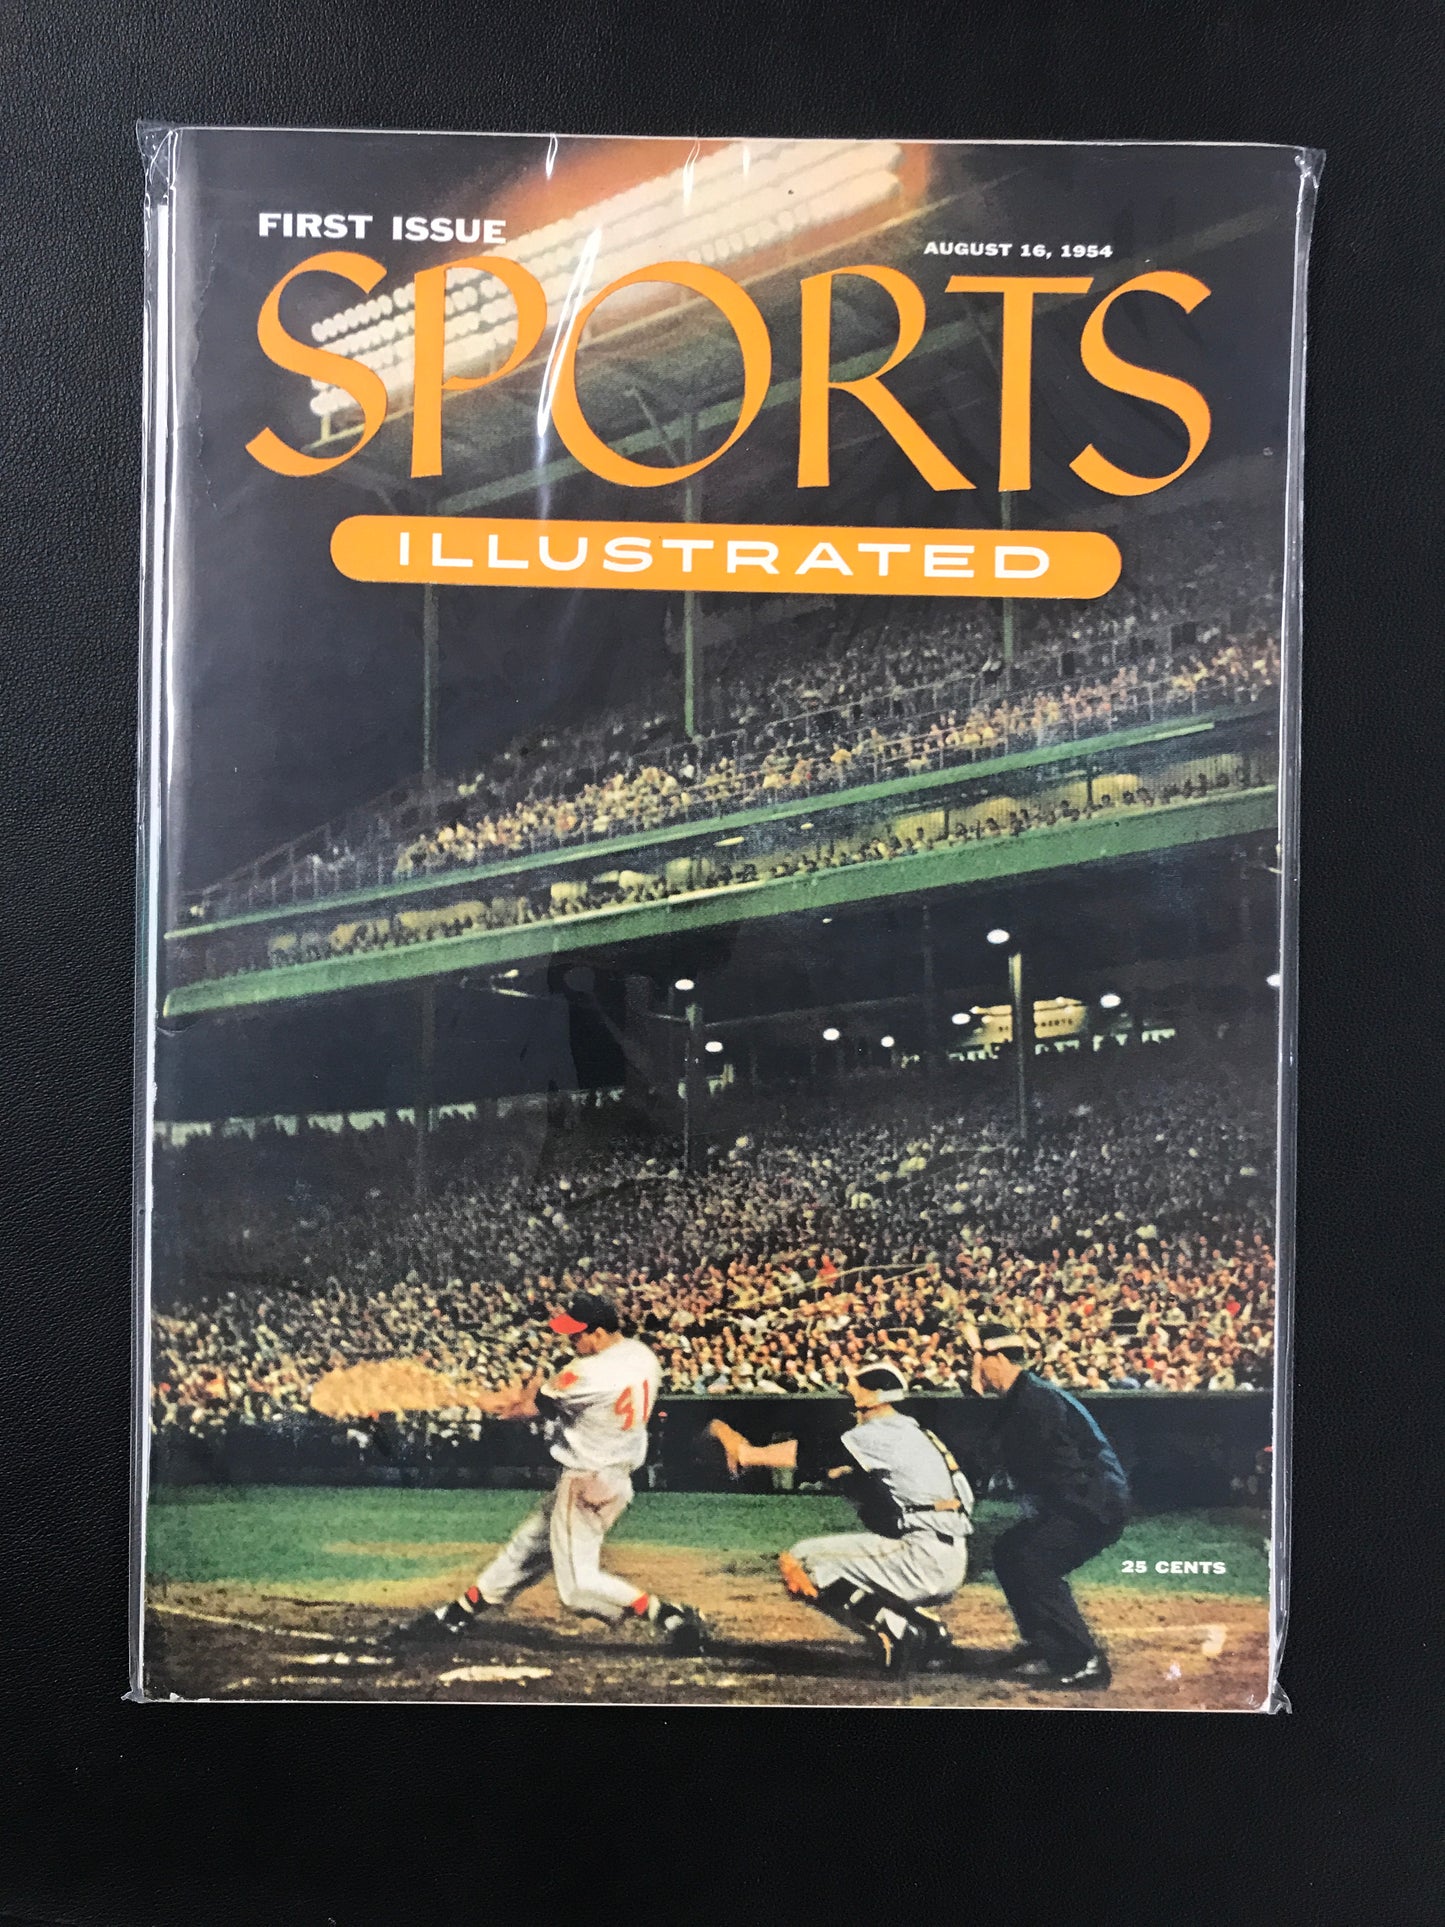 FIRST ISSUE
AUGUST 16, 1954
SPORTS
ILLUSTRATED
41
25 CENTS